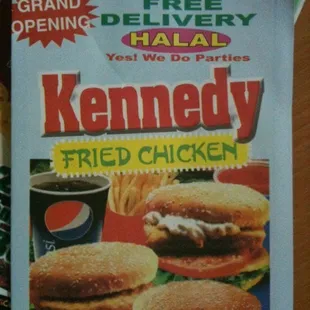 GRAND
OPENING
FREE
DELIVERY
HALAL
Yes! We Do Parties
Kennedy
FRIED CHICKEN